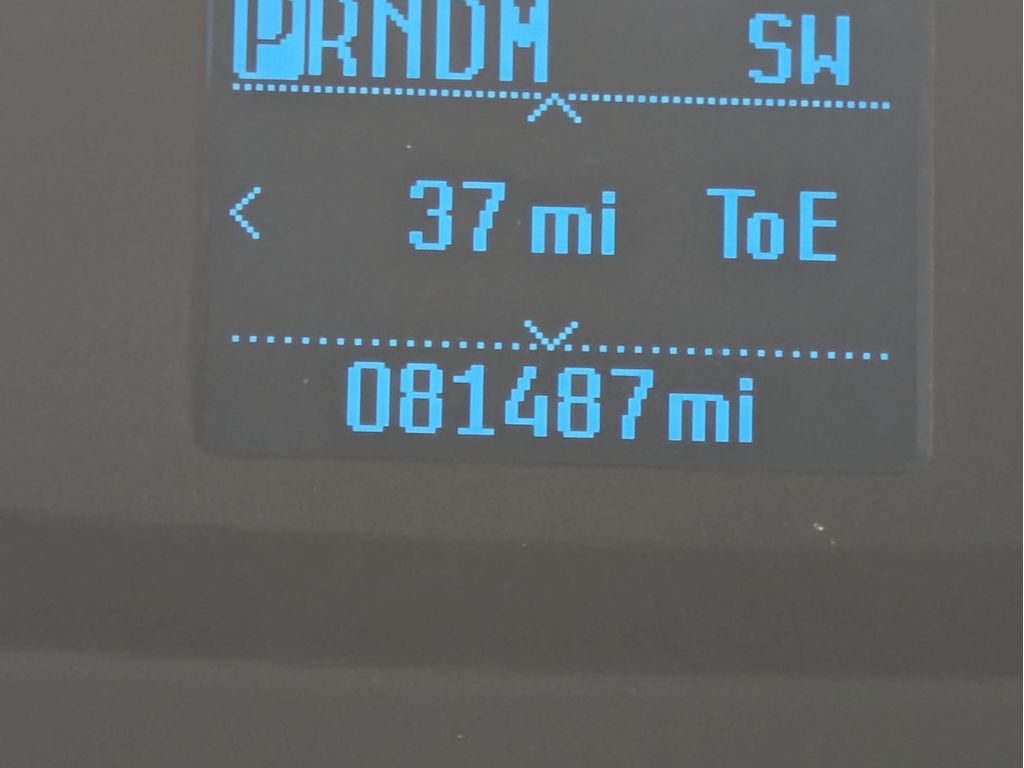 PRNDM SW
< 37 mi ToE
081487mi